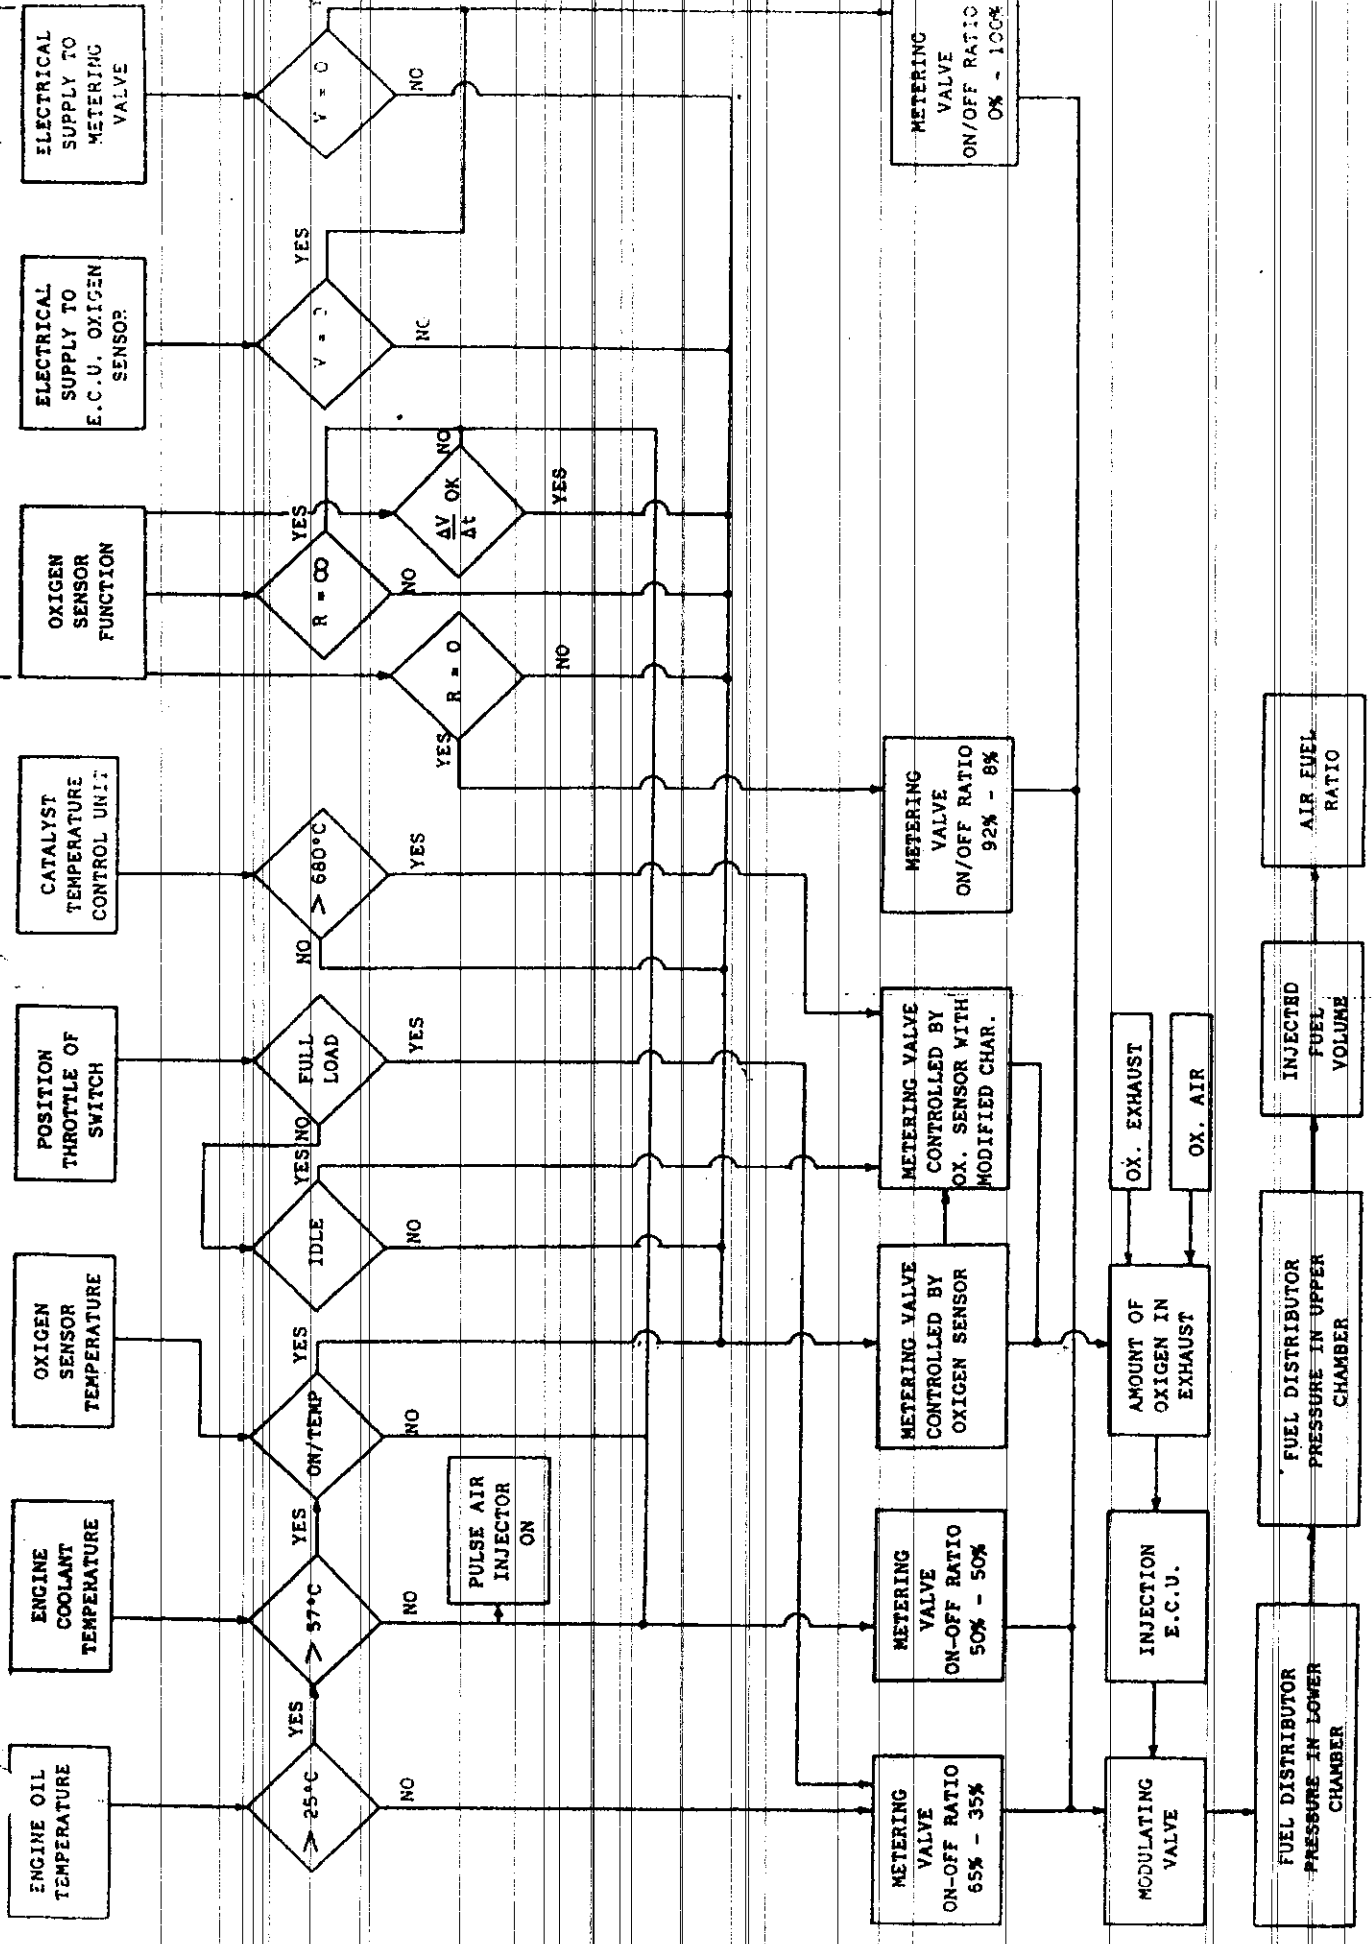 ENGINE OIL
TEMPERATURE
ENGINE
COOLANT
TEMPERATURE
OXIGEN
SENSOR
TEMPERATURE
POSITION
THROTTLE OF
SWITCH
CATALYST
TEMPERATURE
CONTROL UNIT
OXIGEN
SENSOR
FUNCTION
ELECTRICAL
SUPPLY TO
E.C.U. OXIGEN
SENSOR
ELECTRICAL
SUPPLY TO
METERING
VALVE
> 25°C
YES
NO
> 57°C
YES
NO
ON/TEMP
YES
NO
IDLE
YES
NO
FULL
LOAD
NO
YES
> 680°C
NO
YES
R = 0
YES
NO
R = ∞
YES
NO
ΔV
Δt
OK
NO
YES
V = 0
YES
NO
V = 0
NO
PULSE AIR
INJECTOR
ON
METERING
VALVE
ON-OFF RATIO
65% - 35%
METERING
VALVE
ON-OFF RATIO
50% - 50%
METERING VALVE
CONTROLLED BY
OXIGEN SENSOR
METERING VALVE
CONTROLLED BY
OX. SENSOR WITH
MODIFIED CHAR.
METERING
VALVE
ON/OFF RATIO
92% - 8%
METERING
VALVE
ON/OFF RATIO
0% - 100%
MODULATING
VALVE
INJECTION
E.C.U.
AMOUNT OF
OXIGEN IN
EXHAUST
OX. EXHAUST
OX. AIR
FUEL DISTRIBUTOR
PRESSURE IN LOWER
CHAMBER
FUEL DISTRIBUTOR
PRESSURE IN UPPER
CHAMBER
INJECTED
FUEL
VOLUME
AIR FUEL
RATIO